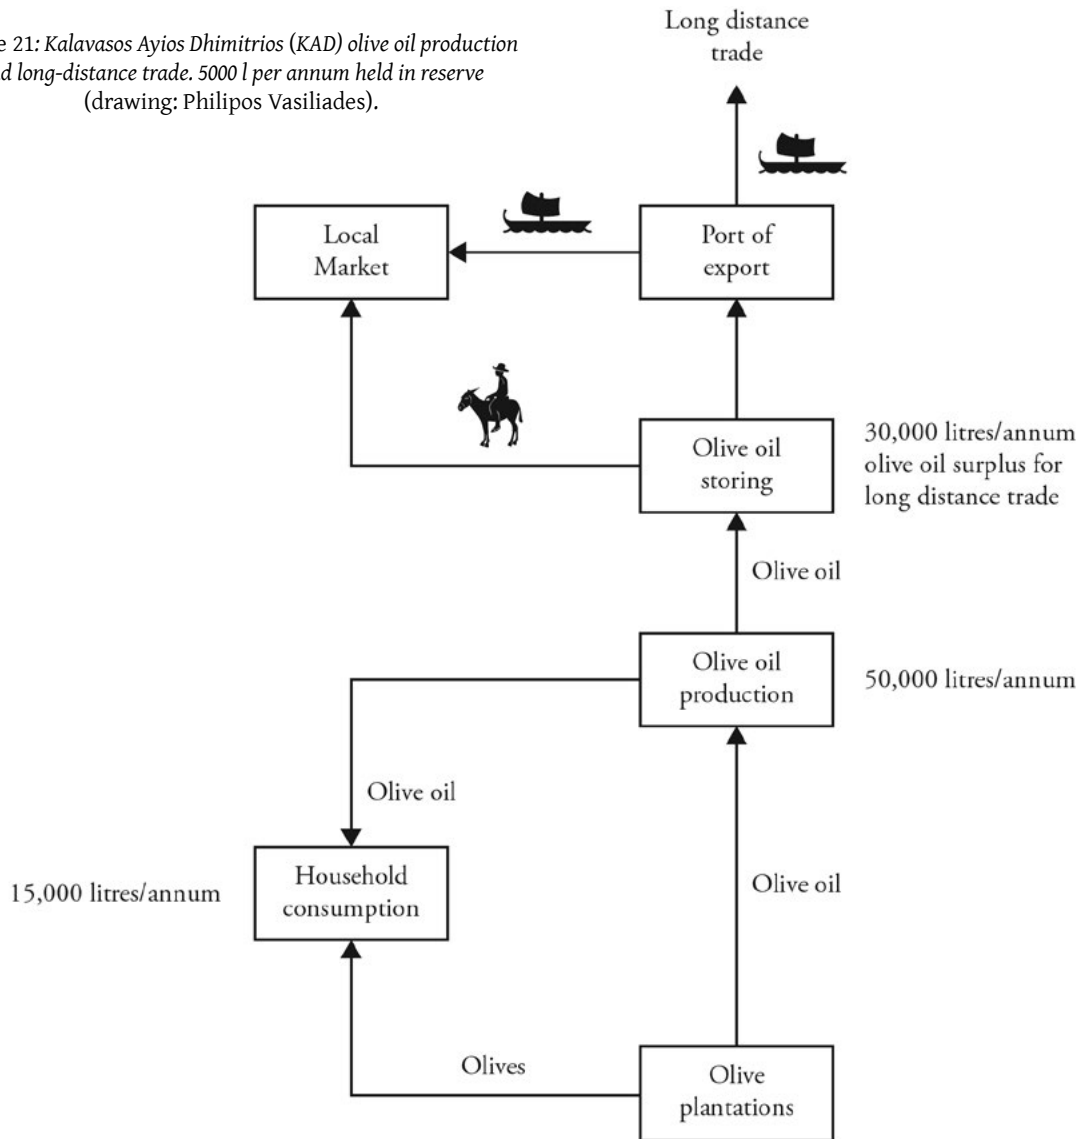 e 21: Kalavasos Ayios Dhimitrios (KAD) olive oil production
d long-distance trade. 5000 l per annum held in reserve
(drawing: Philipos Vasiliades).
Long distance
trade
Local
Market
Port of
export
Olive oil
storing
30,000 litres/annum
olive oil surplus for
long distance trade
Olive oil
Olive oil
production
50,000 litres/annum
Olive oil
Household
consumption
15,000 litres/annum
Olive oil
Olives
Olive
plantations